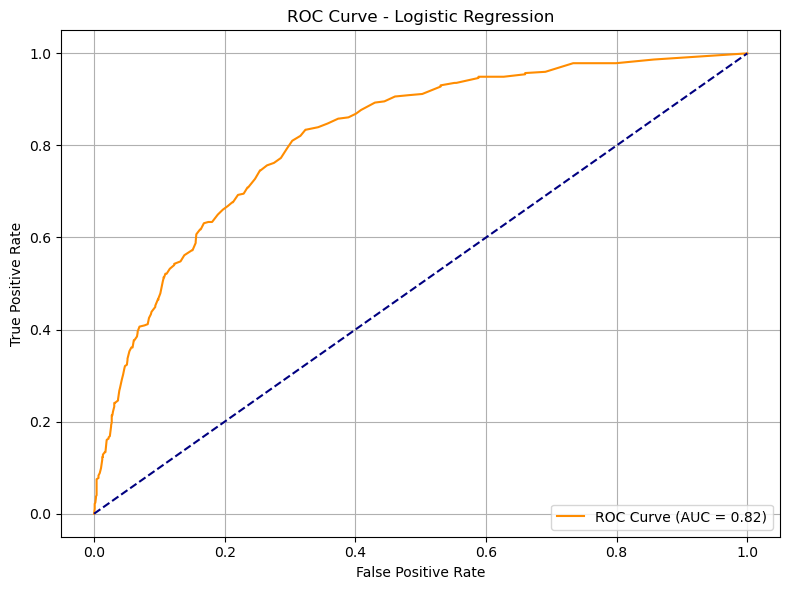 ROC Curve - Logistic Regression
True Positive Rate
1.0
0.8
0.6
0.4
0.2
0.0
ROC Curve (AUC = 0.82)
0.0 0.2 0.4 0.6 0.8 1.0
False Positive Rate